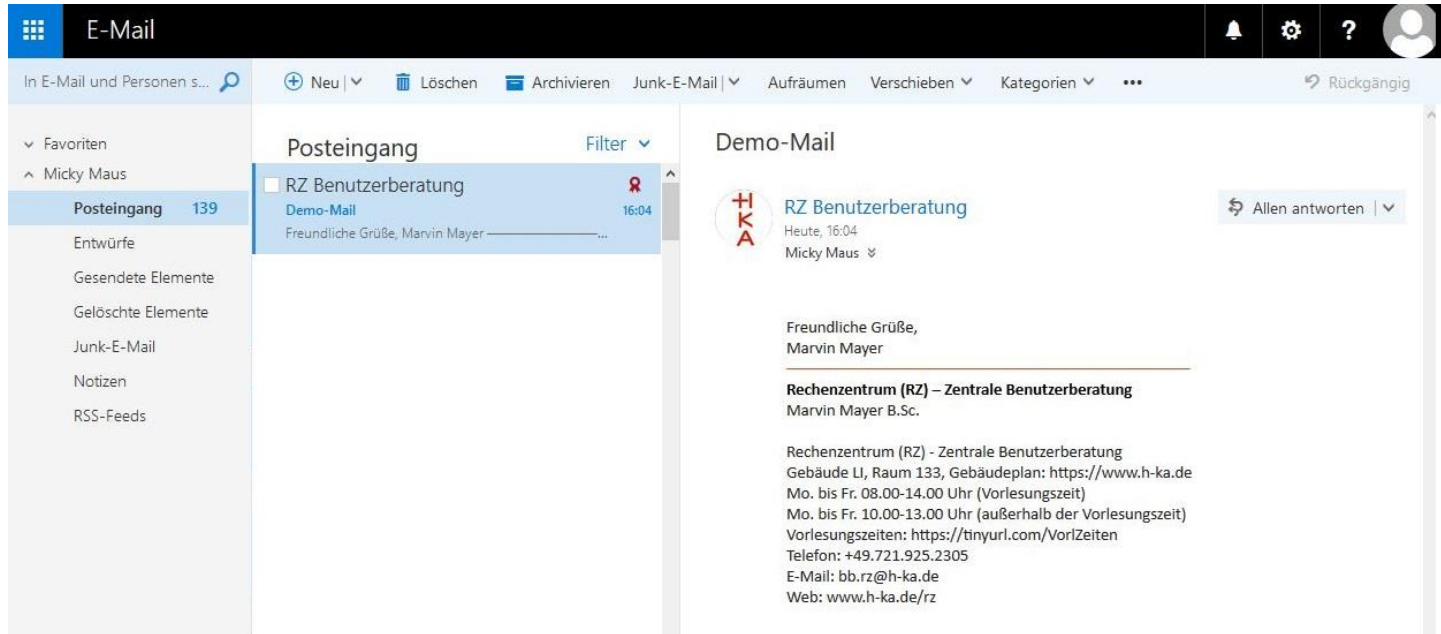 E-Mail
?
In E-Mail und Personen s...
Neu
Löschen
Archivieren
Junk-E-Mail
Aufräumen
Verschieben
Kategorien
•••
Rückgängig
Favoriten
Micky Maus
Posteingang 139
Entwürfe
Gesendete Elemente
Gelöschte Elemente
Junk-E-Mail
Notizen
RSS-Feeds
Posteingang
Filter
RZ Benutzerberatung
Demo-Mail 16:04
Freundliche Grüße, Marvin Mayer ————————...
Demo-Mail
H
K
A
RZ Benutzerberatung
Heute, 16:04
Micky Maus
Allen antworten
Freundliche Grüße,
Marvin Mayer
Rechenzentrum (RZ) – Zentrale Benutzerberatung
Marvin Mayer B.Sc.
Rechenzentrum (RZ) - Zentrale Benutzerberatung
Gebäude LI, Raum 133, Gebäudeplan: https://www.h-ka.de
Mo. bis Fr. 08.00-14.00 Uhr (Vorlesungszeit)
Mo. bis Fr. 10.00-13.00 Uhr (außerhalb der Vorlesungszeit)
Vorlesungszeiten: https://tinyurl.com/VorlZeiten
Telefon: +49.721.925.2305
E-Mail: bb.rz@h-ka.de
Web: www.h-ka.de/rz